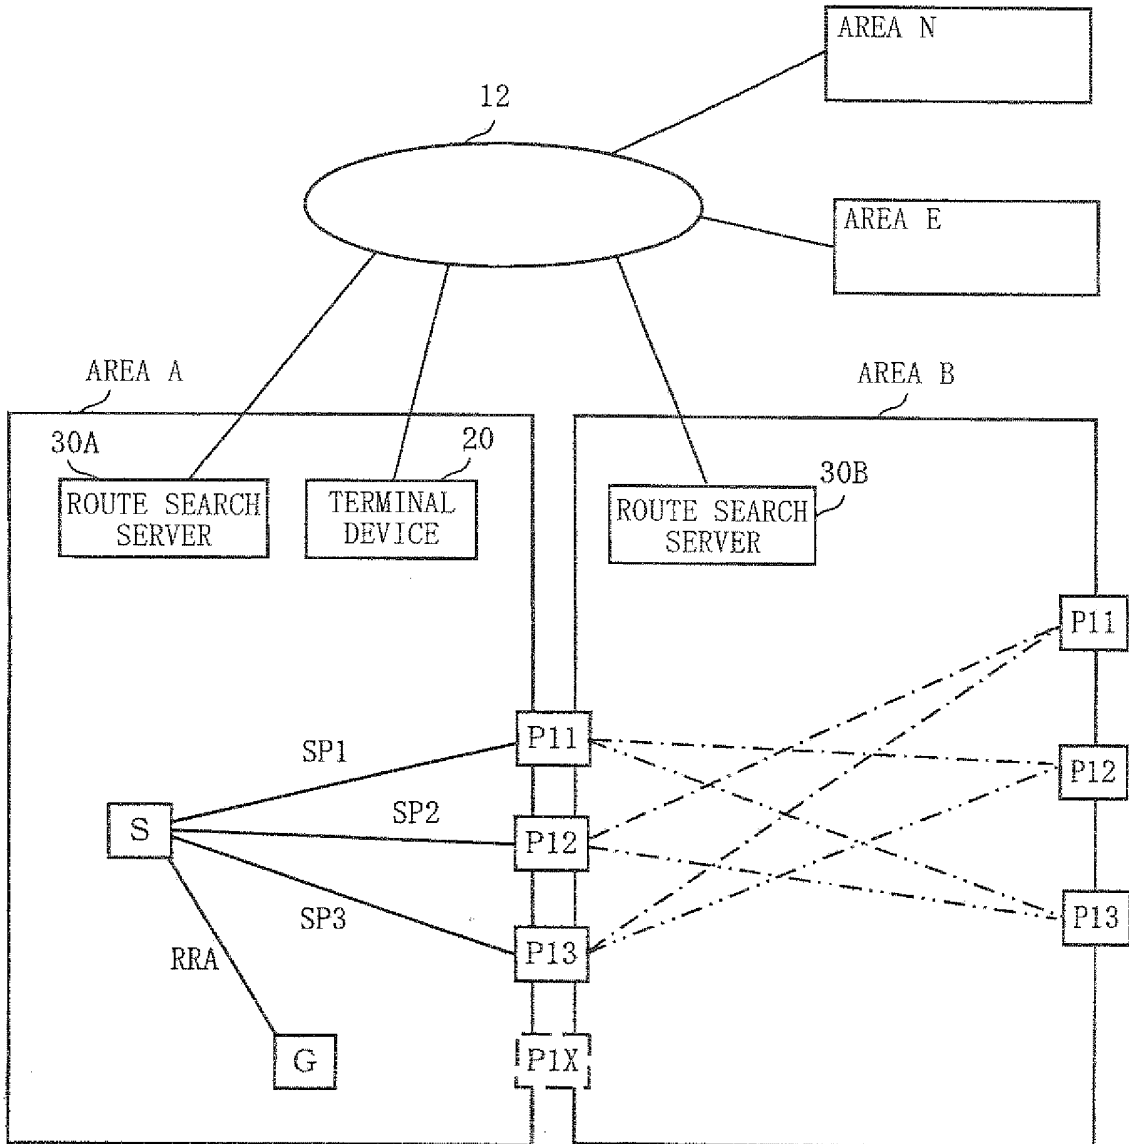 AREA N
12
AREA E
AREA A
AREA B
30A
20
30B
ROUTE SEARCH
SERVER
TERMINAL
DEVICE
ROUTE SEARCH
SERVER
P11
SP1
P11
SP2
P12
S
P12
SP3
P13
P13
RRA
G
P1X